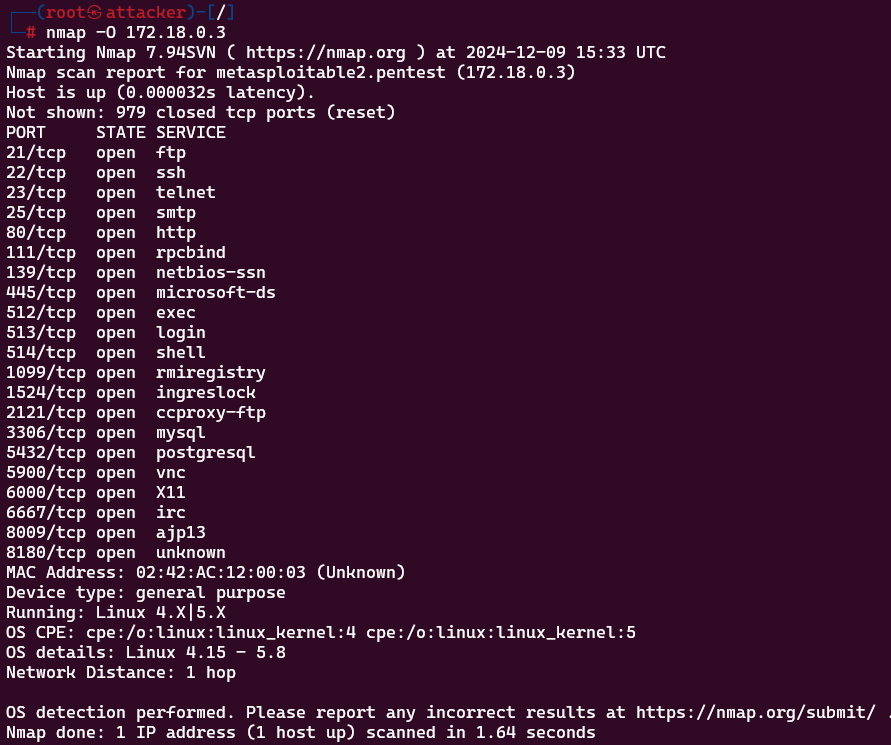 ┌──(root㉿attacker)-[/]
└─# nmap -O 172.18.0.3
Starting Nmap 7.94SVN ( https://nmap.org ) at 2024-12-09 15:33 UTC
Nmap scan report for metasploitable2.pentest (172.18.0.3)
Host is up (0.000032s latency).
Not shown: 979 closed tcp ports (reset)
PORT     STATE SERVICE
21/tcp   open  ftp
22/tcp   open  ssh
23/tcp   open  telnet
25/tcp   open  smtp
80/tcp   open  http
111/tcp  open  rpcbind
139/tcp  open  netbios-ssn
445/tcp  open  microsoft-ds
512/tcp  open  exec
513/tcp  open  login
514/tcp  open  shell
1099/tcp open  rmiregistry
1524/tcp open  ingreslock
2121/tcp open  ccproxy-ftp
3306/tcp open  mysql
5432/tcp open  postgresql
5900/tcp open  vnc
6000/tcp open  X11
6667/tcp open  irc
8009/tcp open  ajp13
8180/tcp open  unknown
MAC Address: 02:42:AC:12:00:03 (Unknown)
Device type: general purpose
Running: Linux 4.X|5.X
OS CPE: cpe:/o:linux:linux_kernel:4 cpe:/o:linux:linux_kernel:5
OS details: Linux 4.15 - 5.8
Network Distance: 1 hop

OS detection performed. Please report any incorrect results at https://nmap.org/submit/ .
Nmap done: 1 IP address (1 host up) scanned in 1.64 seconds